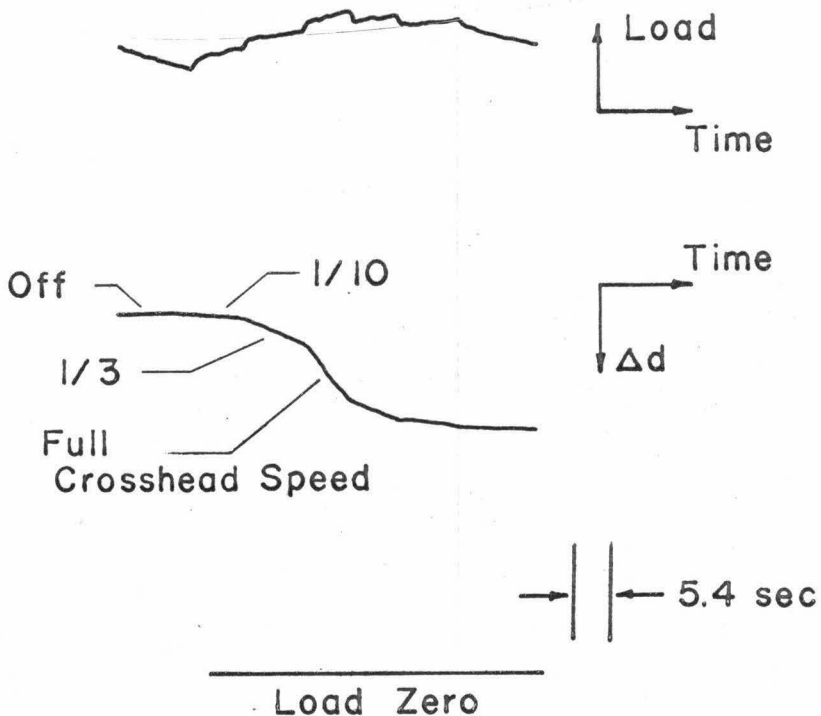 Load
Time
Time
Off
1/10
1/3
Δd
Full
Crosshead Speed
5.4 sec
Load Zero